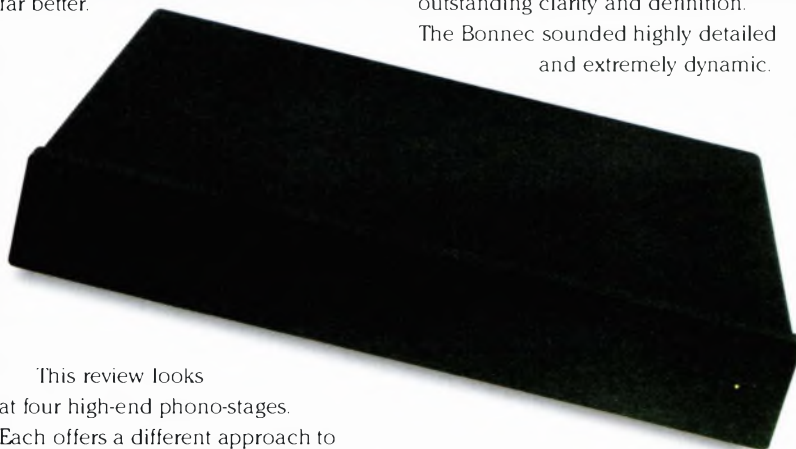 far better.
This review looks
at four high-end phono-stages.
Each offers a different approach to
outstanding clarity and definition.
The Bonnec sounded highly detailed
and extremely dynamic.